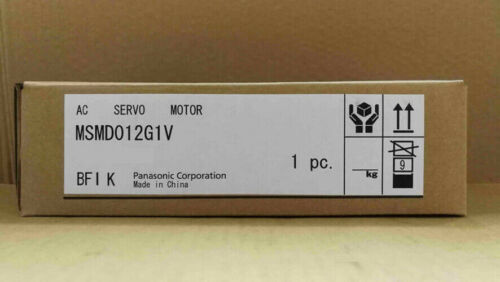 AC SERVO MOTOR
MSMD012G1V
1 pc.
BFIK Panasonic Corporation
Made in China
kg
9